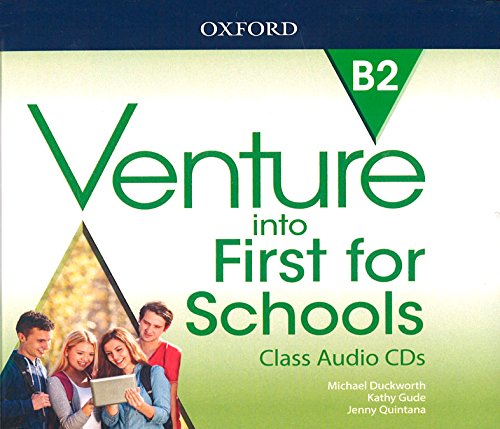 OXFORD
B2
Venture
into
First for
Schools
Class Audio CDs
Michael Duckworth
Kathy Gude
Jenny Quintana